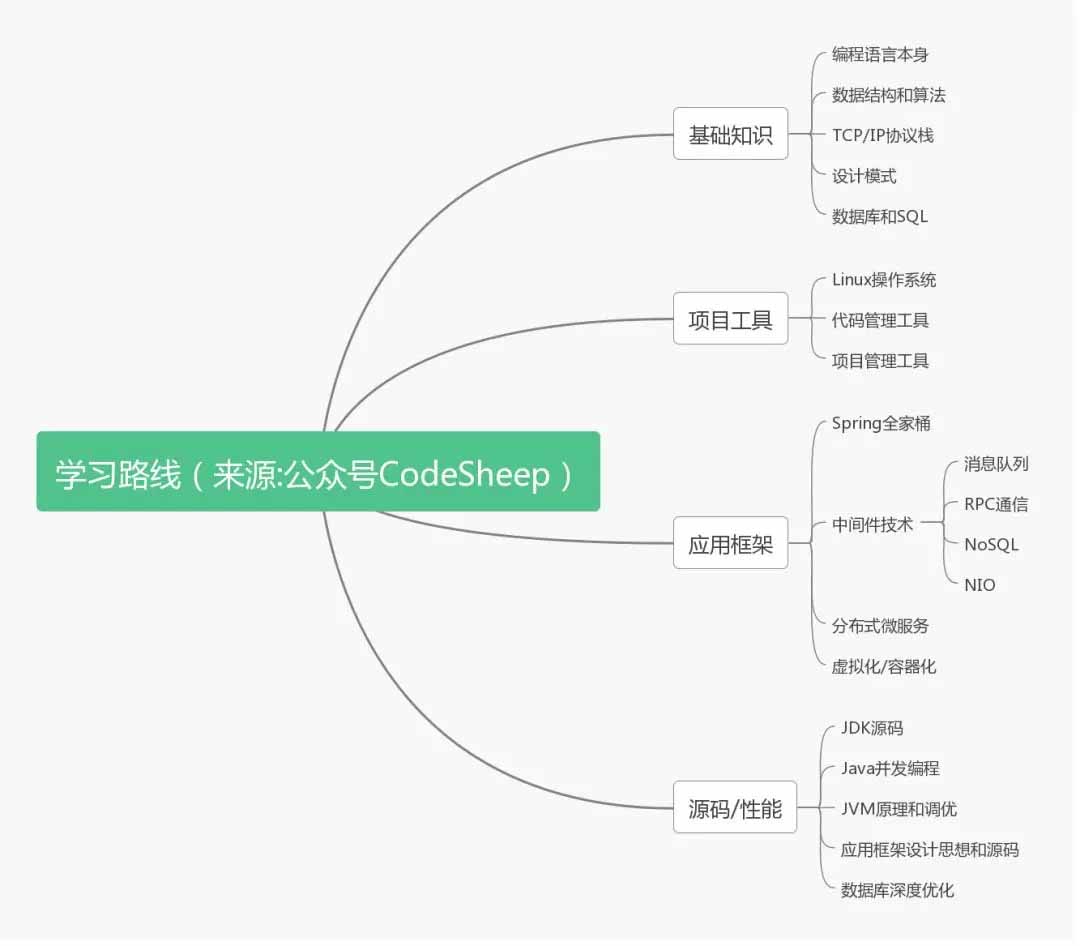 学习路线（来源:公众号CodeSheep）
基础知识
编程语言本身
数据结构和算法
TCP/IP协议栈
设计模式
数据库和SQL
项目工具
Linux操作系统
代码管理工具
项目管理工具
应用框架
Spring全家桶
中间件技术
消息队列
RPC通信
NoSQL
NIO
分布式微服务
虚拟化/容器化
源码/性能
JDK源码
Java并发编程
JVM原理和调优
应用框架设计思想和源码
数据库深度优化